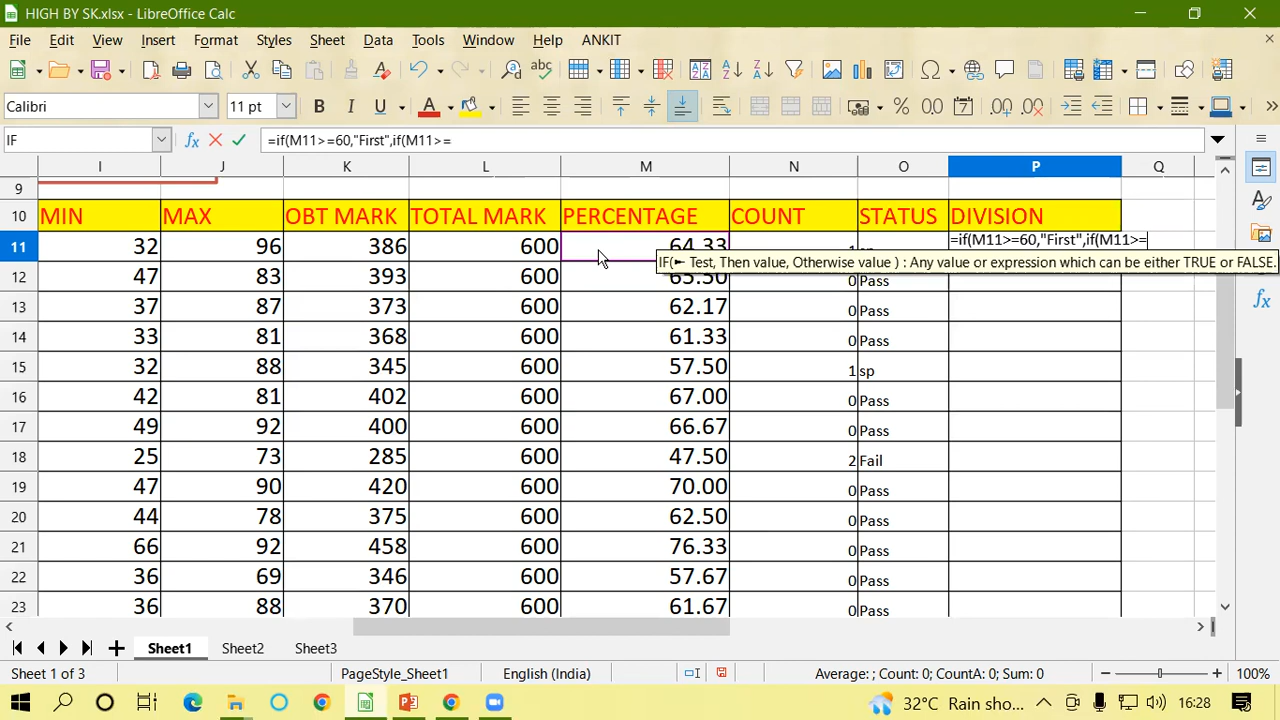 HIGH BY SK.xlsx - LibreOffice Calc
File Edit View Insert Format Styles Sheet Data Tools Window Help ANKIT
Calibri 11 pt
IF =if(M11>=60,"First",if(M11>=
I J K L M N O P Q
9
10 MIN MAX OBT MARK TOTAL MARK PERCENTAGE COUNT STATUS DIVISION
11 32 96 386 600 64.33 =if(M11>=60,"First",if(M11>=
IF(► Test, Then value, Otherwise value ) : Any value or expression which can be either TRUE or FALSE.
12 47 83 393 600 65.50 0 Pass
13 37 87 373 600 62.17 0 Pass
14 33 81 368 600 61.33 0 Pass
15 32 88 345 600 57.50 1 sp
16 42 81 402 600 67.00 0 Pass
17 49 92 400 600 66.67 0 Pass
18 25 73 285 600 47.50 2 Fail
19 47 90 420 600 70.00 0 Pass
20 44 78 375 600 62.50 0 Pass
21 66 92 458 600 76.33 0 Pass
22 36 69 346 600 57.67 0 Pass
23 36 88 370 600 61.67 0 Pass
Sheet1 Sheet2 Sheet3
Sheet 1 of 3 PageStyle_Sheet1 English (India) Average: ; Count: 0; CountA: 0; Sum: 0 100%
32°C Rain sho... 16:28